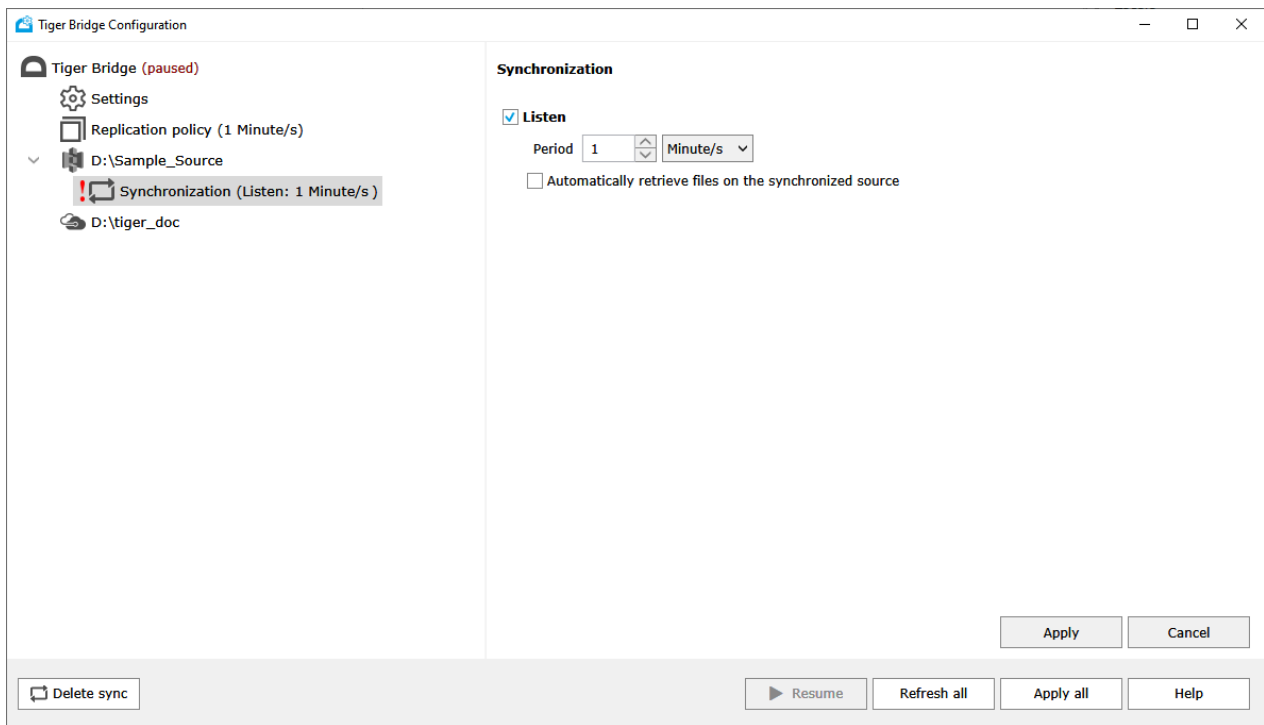 Tiger Bridge Configuration
Tiger Bridge (paused)
Settings
Replication policy (1 Minute/s)
D:\Sample_Source
! Synchronization (Listen: 1 Minute/s )
D:\tiger_doc
Synchronization
Listen
Period 1 Minute/s
Automatically retrieve files on the synchronized source
Apply Cancel
Delete sync Resume Refresh all Apply all Help